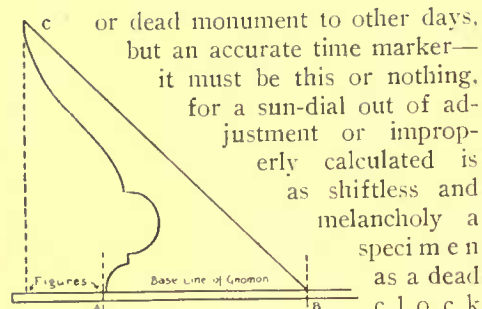 C or dead monument to other days,
but an accurate time marker—
it must be this or nothing,
for a sun-dial out of ad-
justment or improp-
erly calculated is
as shiftless and
melancholy a
specimen
Figures Base Line of Gnomon as a dead
A B clock